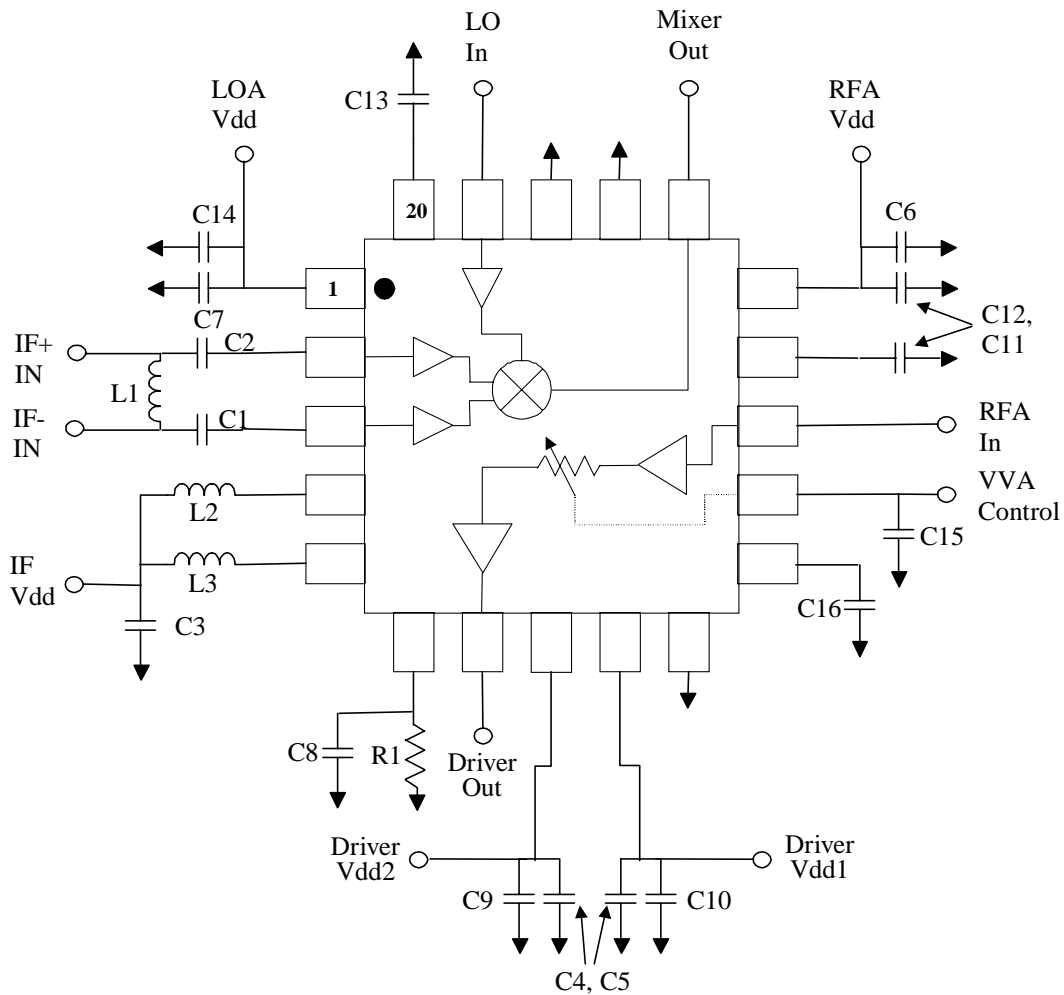 LO
In
Mixer
Out
C13
LOA
Vdd
RFA
Vdd
20
C14
C6
1
C7
C12,
C11
IF+
IN
C2
L1
IF-
IN
C1
RFA
In
L2
VVA
Control
C15
IF
Vdd
L3
C16
C3
C8
R1
Driver
Out
Driver
Vdd2
Driver
Vdd1
C9
C10
C4, C5